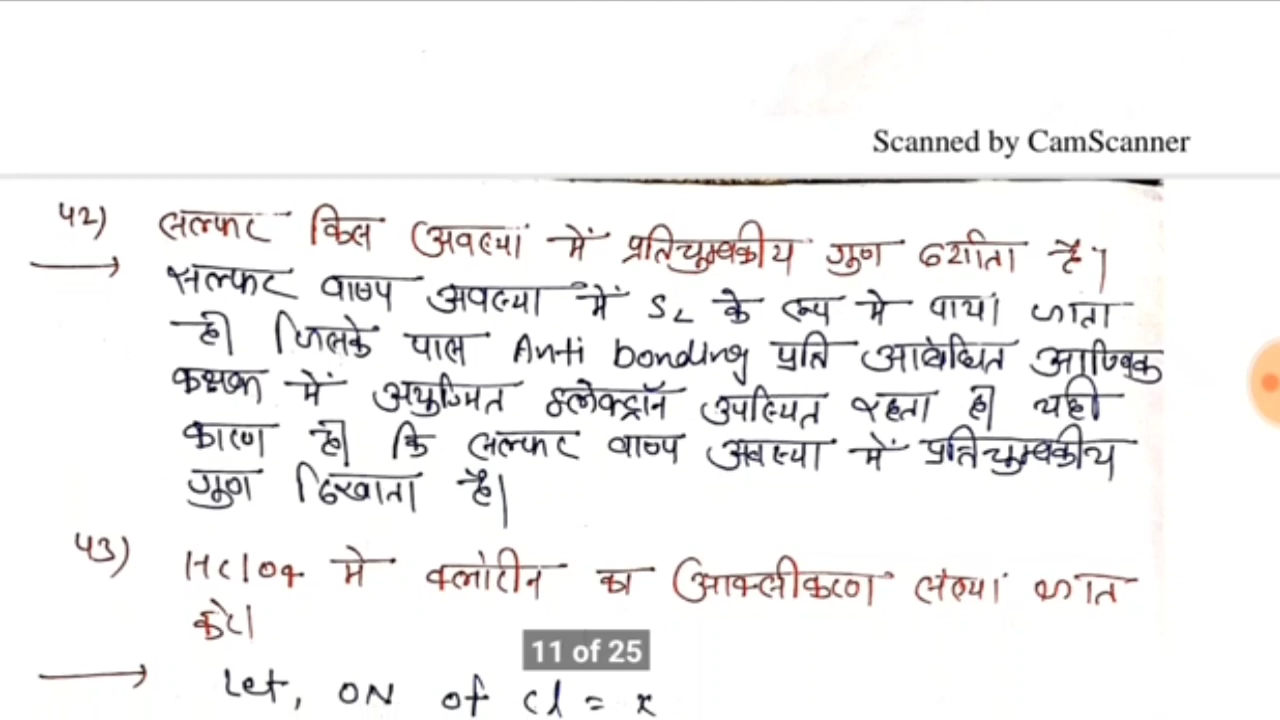 Scanned by CamScanner
42) सल्फर किस अवस्था में प्रतिचुम्बकीय गुण दर्शाता है।
→ सल्फर वाष्प अवस्था में S₂ के रूप मे पाया जाता
है। जिसके पास Anti bonding प्रति आबंधित आण्विक
कक्षक में अयुग्मित इलेक्ट्रॉन उपस्थित रहता है। यही
कारण है। कि सल्फर वाष्प अवस्था में प्रतिचुम्बकीय
गुण दिखाता है।
43) HClO4 मे क्लोरीन का आक्सीकरण संख्या ज्ञात
करे।
11 of 25
→ Let, ON of Cl = x